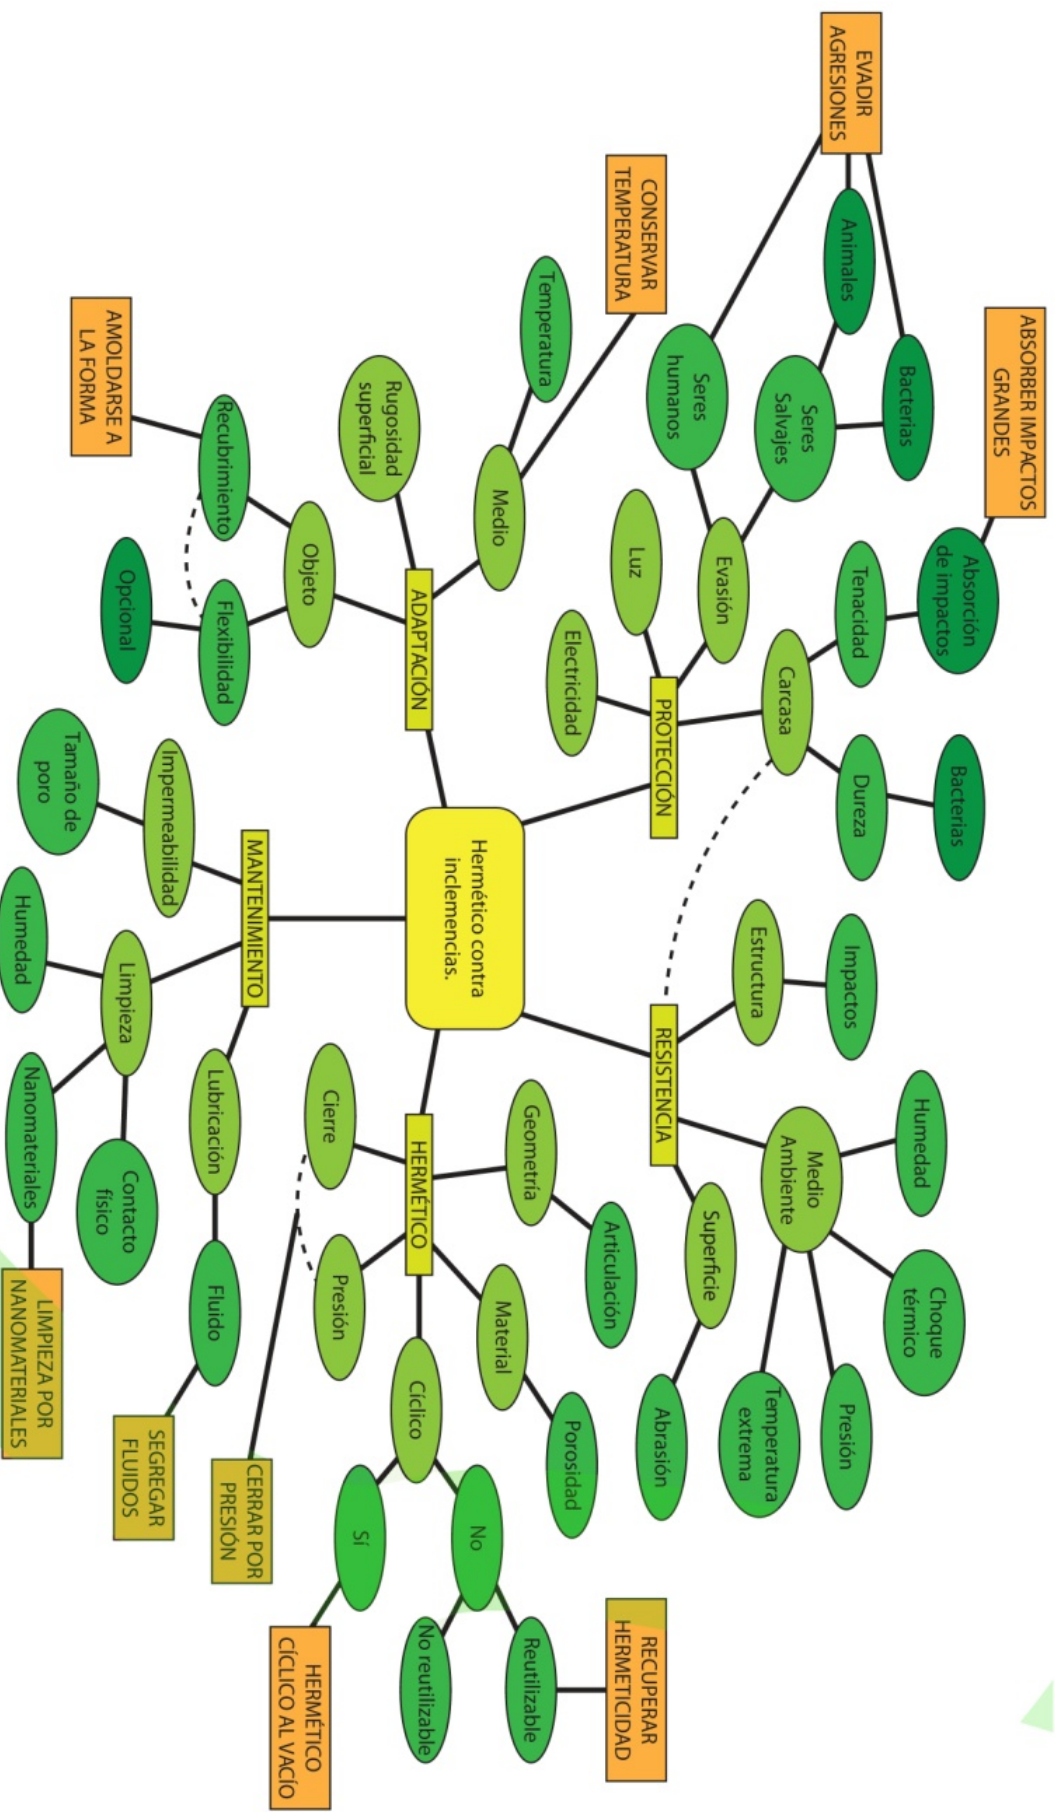 ABSORBER IMPACTOS
GRANDES
Absorción
de impactos
Bacterias
Humedad
Choque
térmico
Bacterias
Tenacidad
Dureza
Impactos
Presión
EVADIR
AGRESIONES
Animales
Seres
Salvajes
Carcasa
Estructura
Medio
Ambiente
Temperatura
extrema
Seres
humanos
Evasión
Superficie
Abrasión
CONSERVAR
TEMPERATURA
Luz
PROTECCIÓN
RESISTENCIA
Articulación
RECUPERAR
HERMETICIDAD
Temperatura
Electricidad
Geometría
Porosidad
Reutilizable
Medio
Material
No
Rugosidad
superficial
ADAPTACIÓN
Hermético contra
inclemencias.
HERMÉTICO
Cíclico
No reutilizable
Objeto
Cierre
Presión
Sí
HERMÉTICO
CÍCLICO AL VACÍO
Recubrimiento
Flexibilidad
MANTENIMIENTO
Lubricación
Fluido
CERRAR POR
PRESIÓN
AMOLDARSE A
LA FORMA
Opcional
Impermeabilidad
Limpieza
Contacto
físico
SEGREGAR
FLUIDOS
Tamaño de
poro
Humedad
Nanomateriales
LIMPIEZA POR
NANOMATERIALES